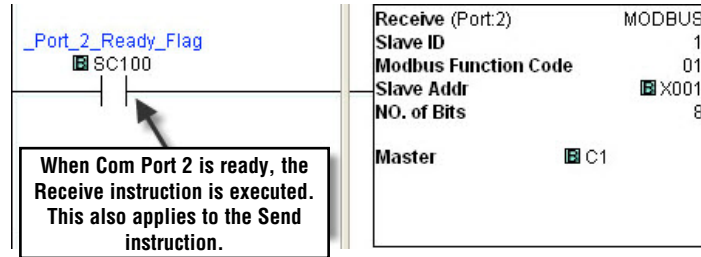 _Port_2_Ready_Flag
B SC100
When Com Port 2 is ready, the
Receive instruction is executed.
This also applies to the Send
instruction.
Receive (Port:2) MODBUS
Slave ID 1
Modbus Function Code 01
Slave Addr B X001
NO. of Bits 8
Master B C1